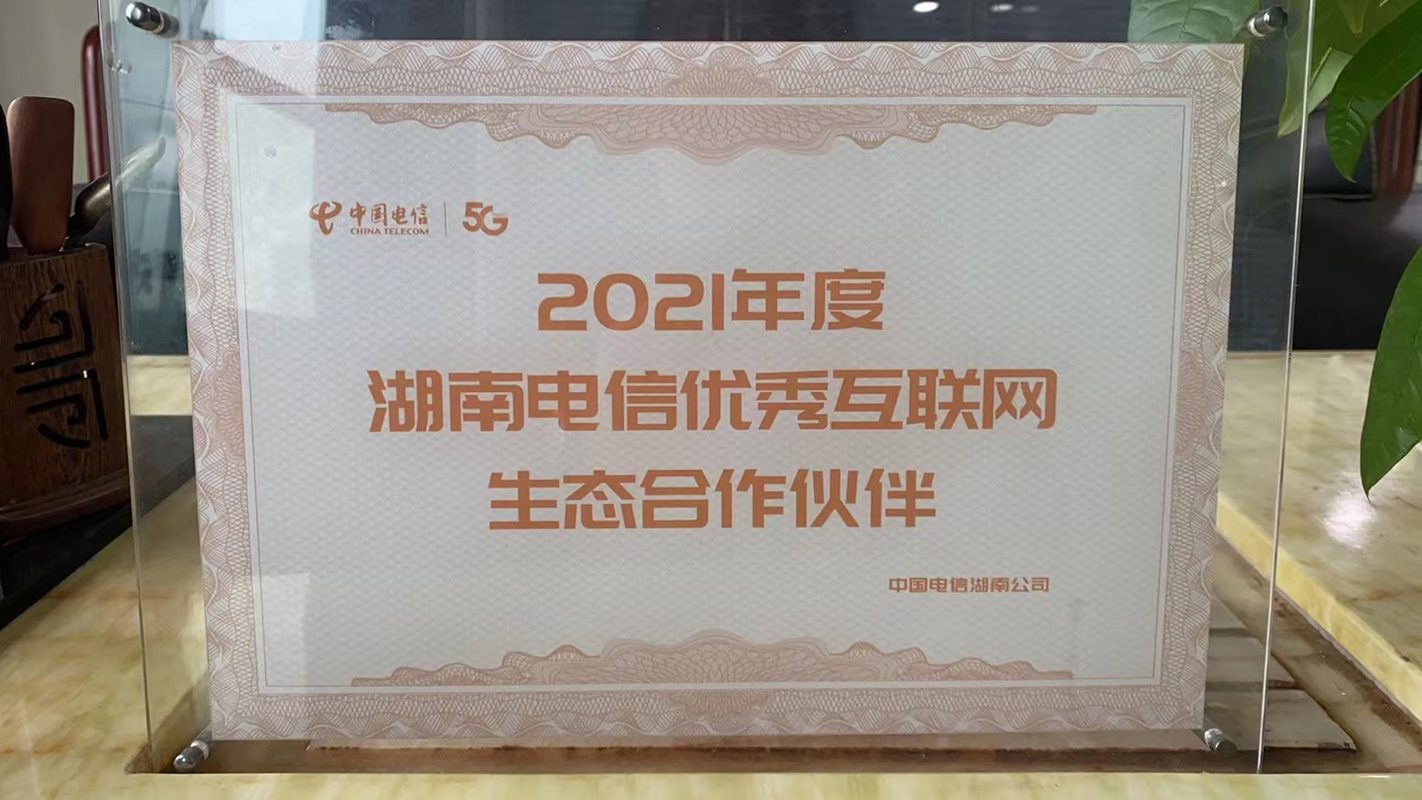 中国电信 5G
CHINA TELECOM
2021年度
湖南电信优秀互联网
生态合作伙伴
中国电信湖南公司